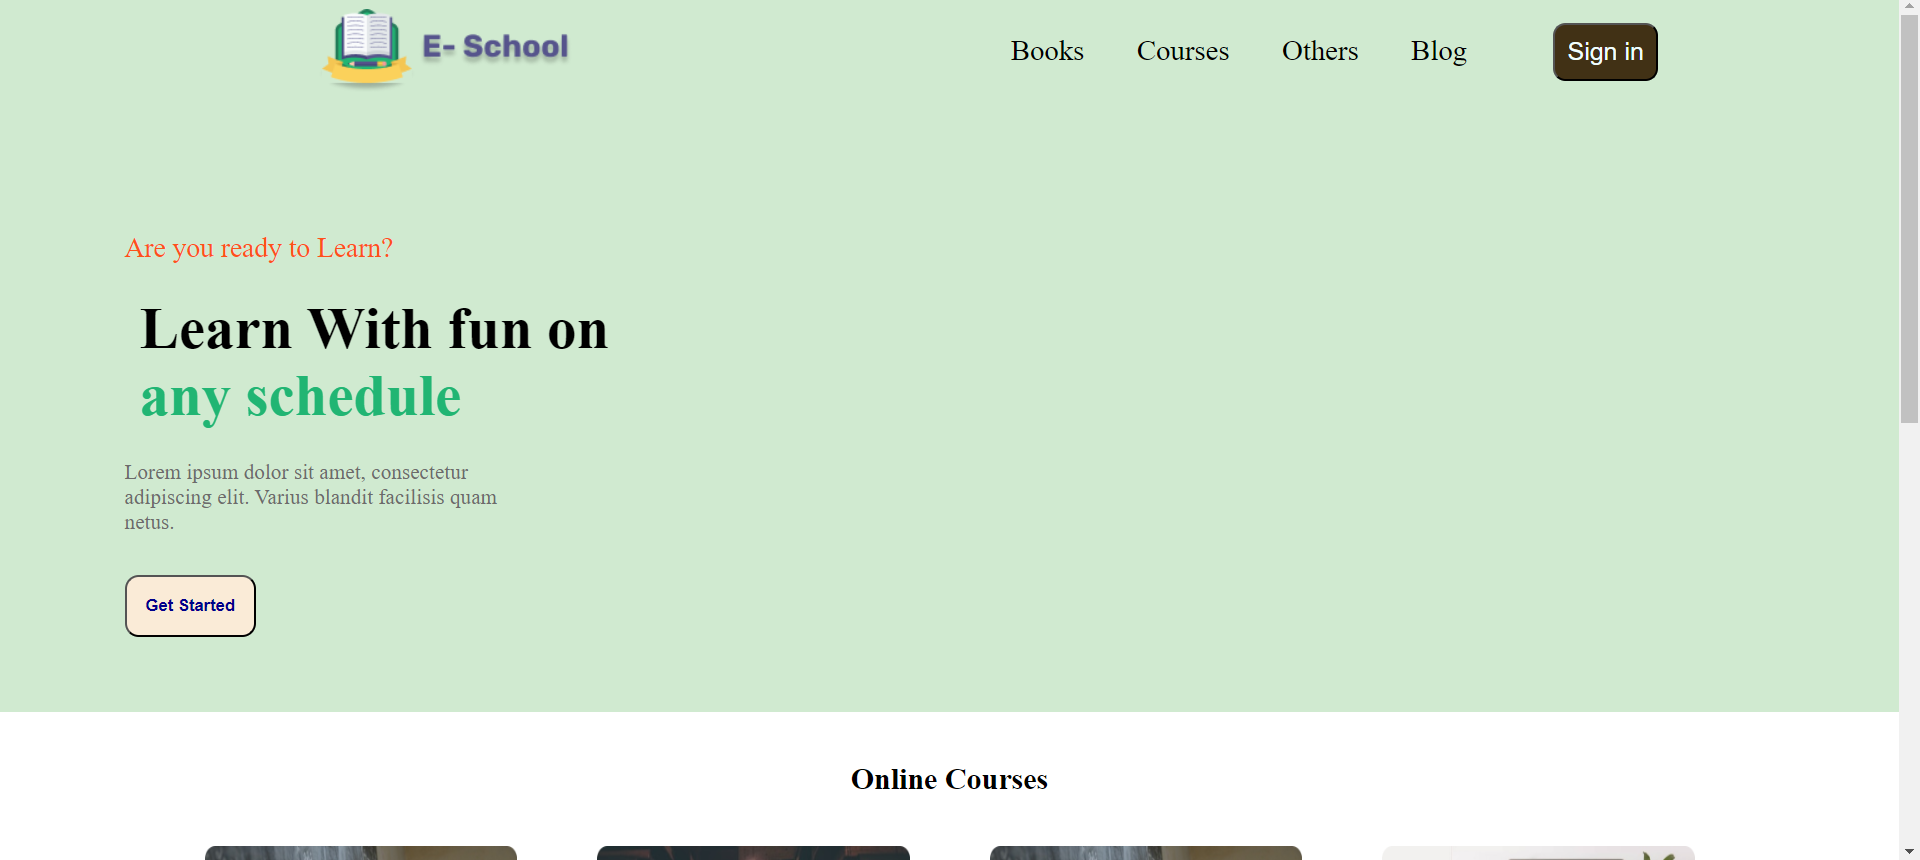 E- School
Books
Courses
Others
Blog
Sign in
Are you ready to Learn?
Learn With fun on
any schedule
Lorem ipsum dolor sit amet, consectetur
adipiscing elit. Varius blandit facilisis quam
netus.
Get Started
Online Courses